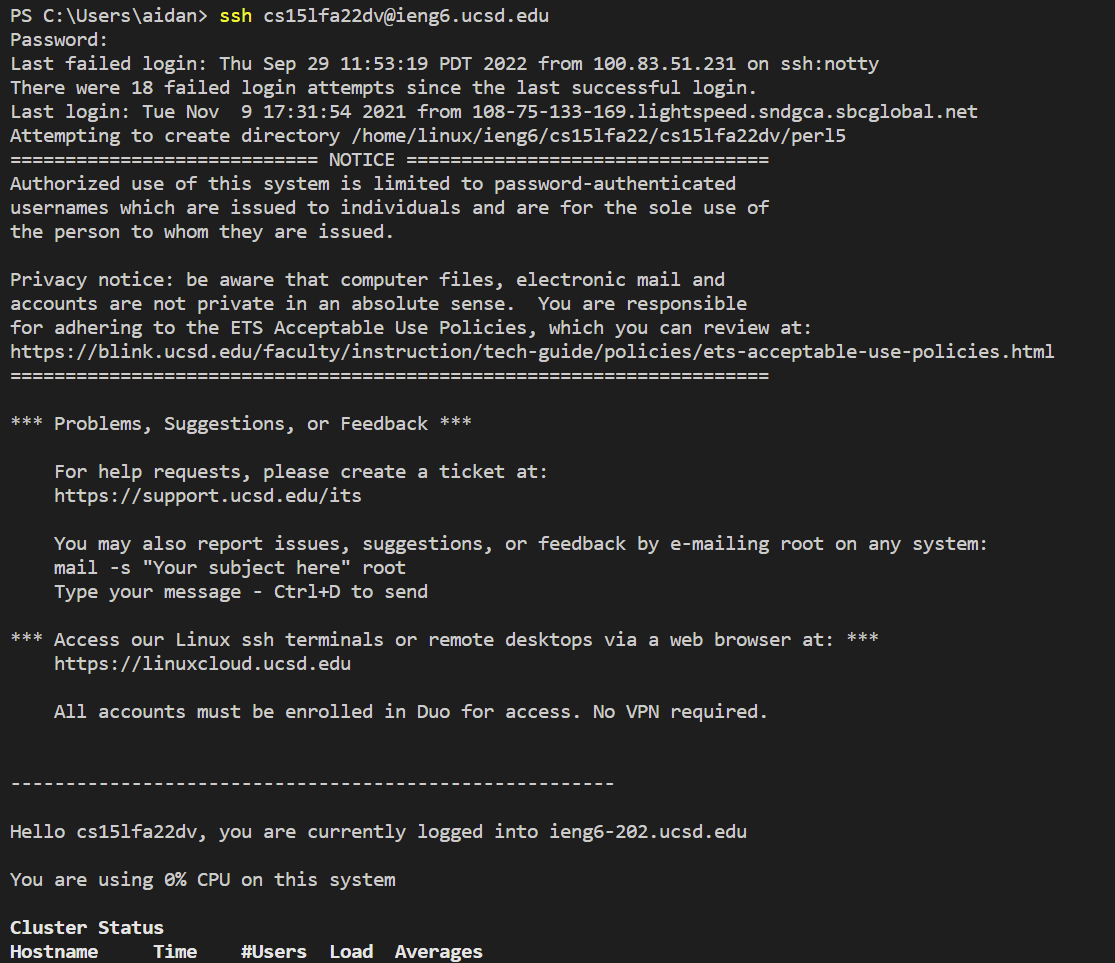 PS C:\Users\aidan> ssh cs15lfa22dv@ieng6.ucsd.edu
Password:
Last failed login: Thu Sep 29 11:53:19 PDT 2022 from 100.83.51.231 on ssh:notty
There were 18 failed login attempts since the last successful login.
Last login: Tue Nov  9 17:31:54 2021 from 108-75-133-169.lightspeed.sndgca.sbcglobal.net
Attempting to create directory /home/linux/ieng6/cs15lfa22/cs15lfa22dv/perl5
============================ NOTICE =================================
Authorized use of this system is limited to password-authenticated
usernames which are issued to individuals and are for the sole use of
the person to whom they are issued.

Privacy notice: be aware that computer files, electronic mail and
accounts are not private in an absolute sense.  You are responsible
for adhering to the ETS Acceptable Use Policies, which you can review at:
https://blink.ucsd.edu/faculty/instruction/tech-guide/policies/ets-acceptable-use-policies.html
=====================================================================

*** Problems, Suggestions, or Feedback ***

    For help requests, please create a ticket at:
    https://support.ucsd.edu/its

    You may also report issues, suggestions, or feedback by e-mailing root on any system:
    mail -s "Your subject here" root
    Type your message - Ctrl+D to send

*** Access our Linux ssh terminals or remote desktops via a web browser at: ***
    https://linuxcloud.ucsd.edu

    All accounts must be enrolled in Duo for access. No VPN required.


-------------------------------------------------------

Hello cs15lfa22dv, you are currently logged into ieng6-202.ucsd.edu

You are using 0% CPU on this system

Cluster Status
Hostname     Time    #Users  Load  Averages